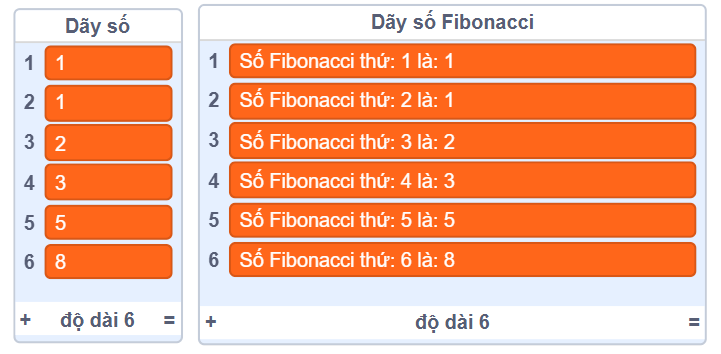 Dãy số
1 1
2 1
3 2
4 3
5 5
6 8
+ độ dài 6 =
Dãy số Fibonacci
1 Số Fibonacci thứ: 1 là: 1
2 Số Fibonacci thứ: 2 là: 1
3 Số Fibonacci thứ: 3 là: 2
4 Số Fibonacci thứ: 4 là: 3
5 Số Fibonacci thứ: 5 là: 5
6 Số Fibonacci thứ: 6 là: 8
+ độ dài 6 =